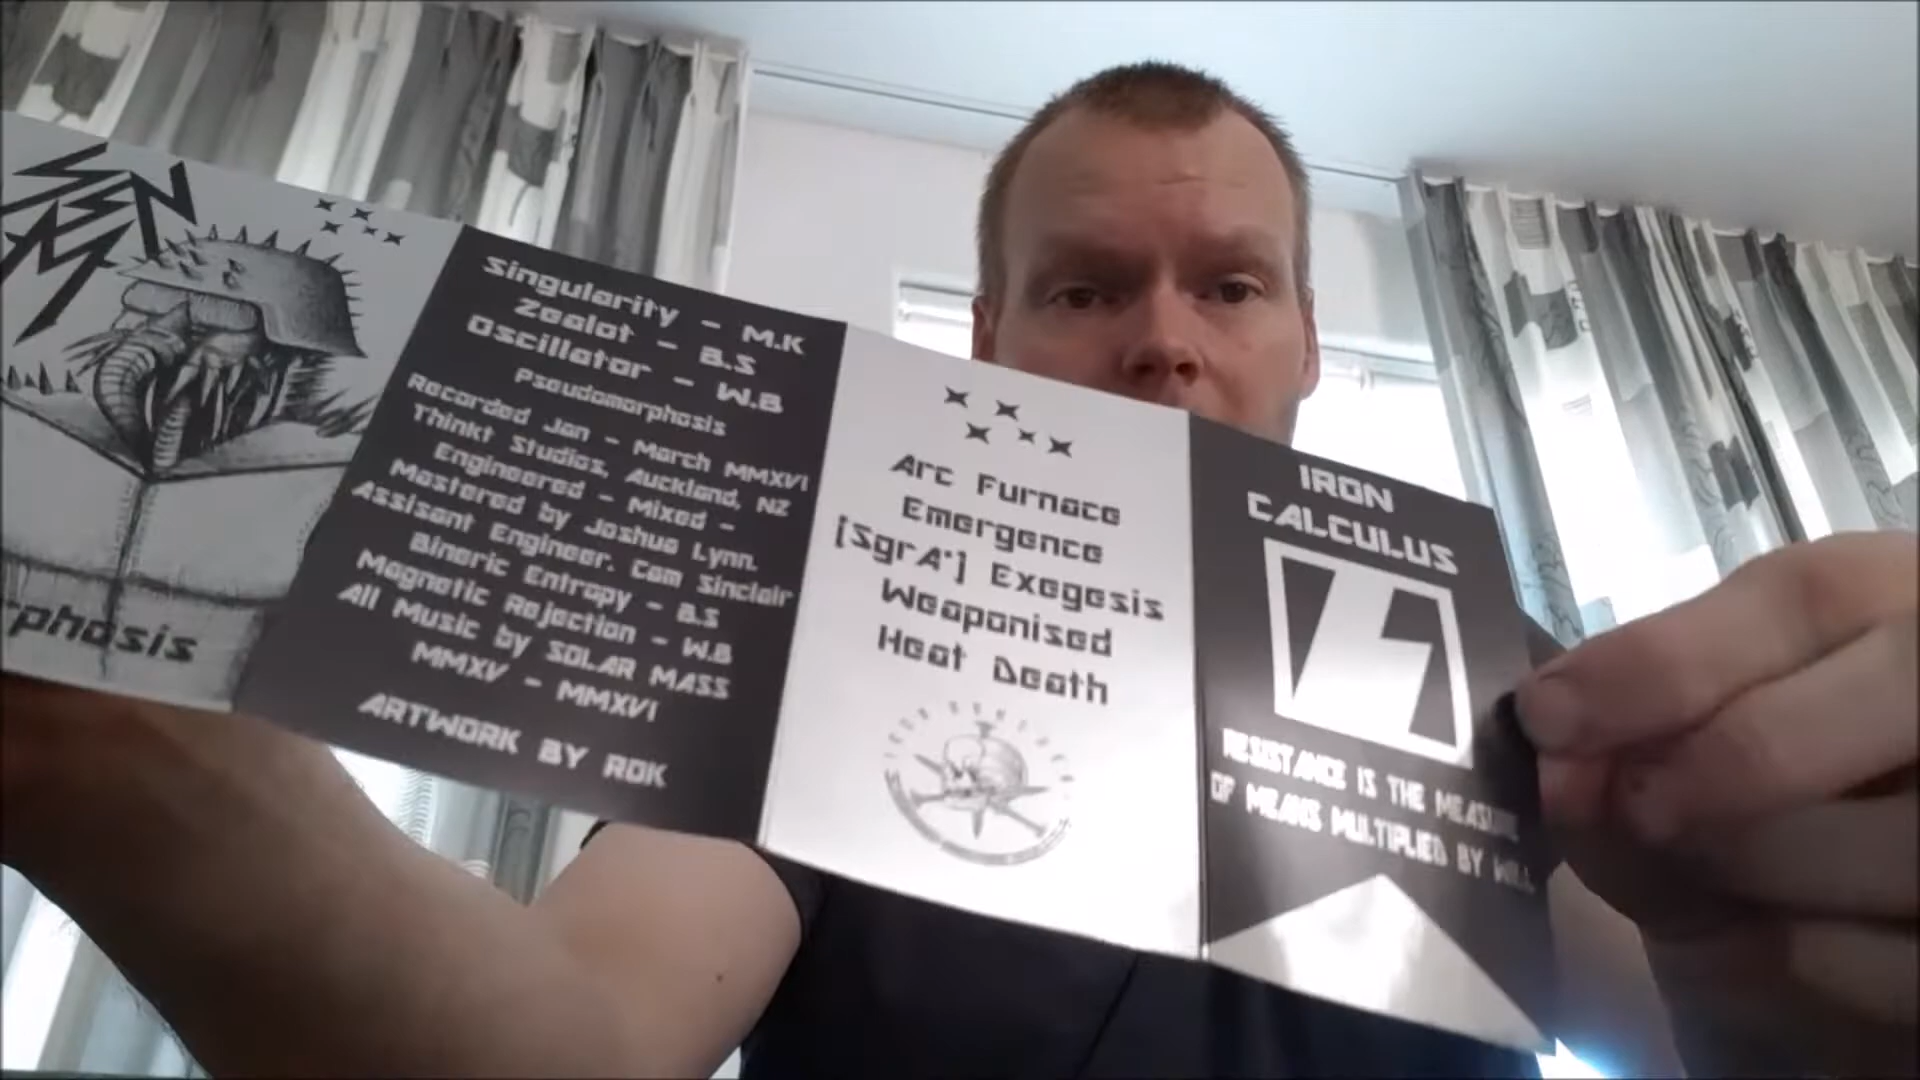 rphosis
Singularity - M.K
Zealot - B.S
Oscillator - W.B
Pseudomorphosis
Recorded Jan - March MMXVI
Thinkt Studios, Auckland, NZ
Engineered - Mixed -
Mastered by Joshua Lynn.
Assisant Engineer. Cam Sinclair
Bineric Entropy - B.S
Magnetic Rejection - W.B
All Music by SOLAR MASS
MMXV - MMXVI
ARTWORK BY ROK
Arc Furnace
Emergence
[SgrA*] Exegesis
Weaponised
Heat Death
IRON
CALCULUS
RESISTANCE IS THE MEASURE
OF MEANS MULTIPLIED BY WILL